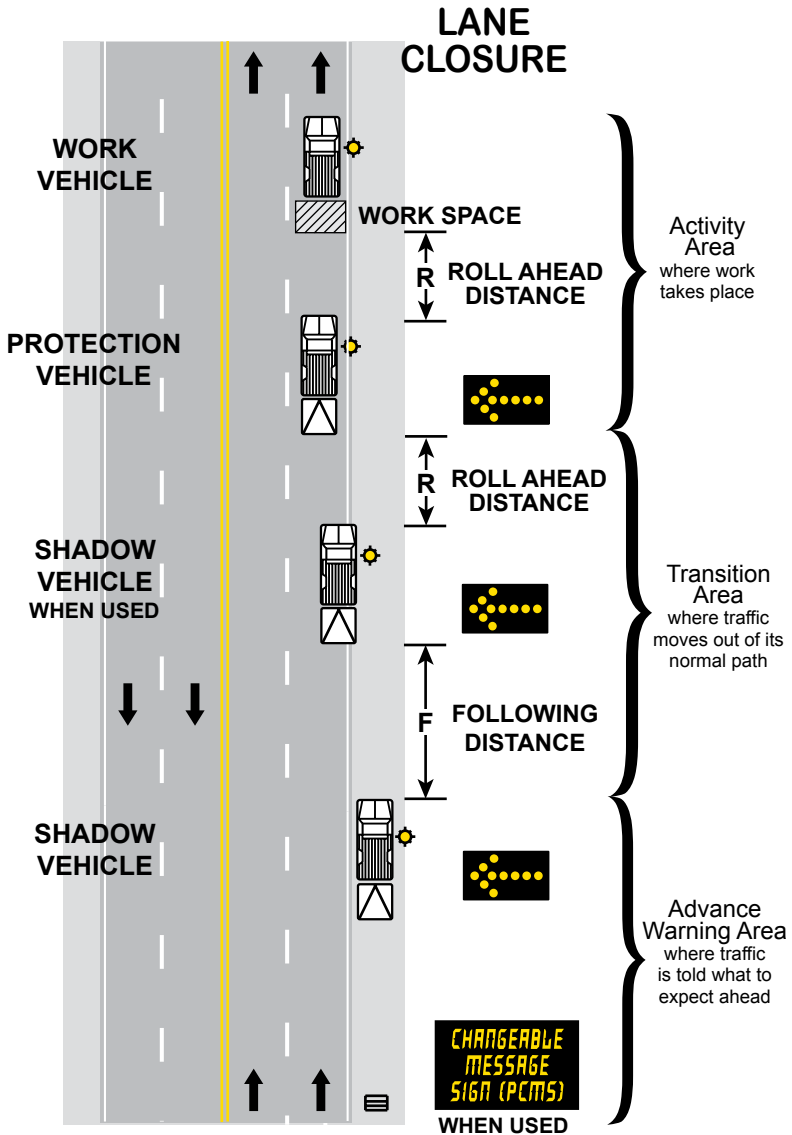 LANE
CLOSURE
WORK
VEHICLE
WORK SPACE
R
ROLL AHEAD
DISTANCE
Activity
Area
where work
takes place
PROTECTION
VEHICLE
R
ROLL AHEAD
DISTANCE
SHADOW
VEHICLE
WHEN USED
Transition
Area
where traffic
moves out of its
normal path
F
FOLLOWING
DISTANCE
SHADOW
VEHICLE
Advance
Warning Area
where traffic
is told what to
expect ahead
CHANGEABLE
MESSAGE
SIGN (PCMS)
WHEN USED